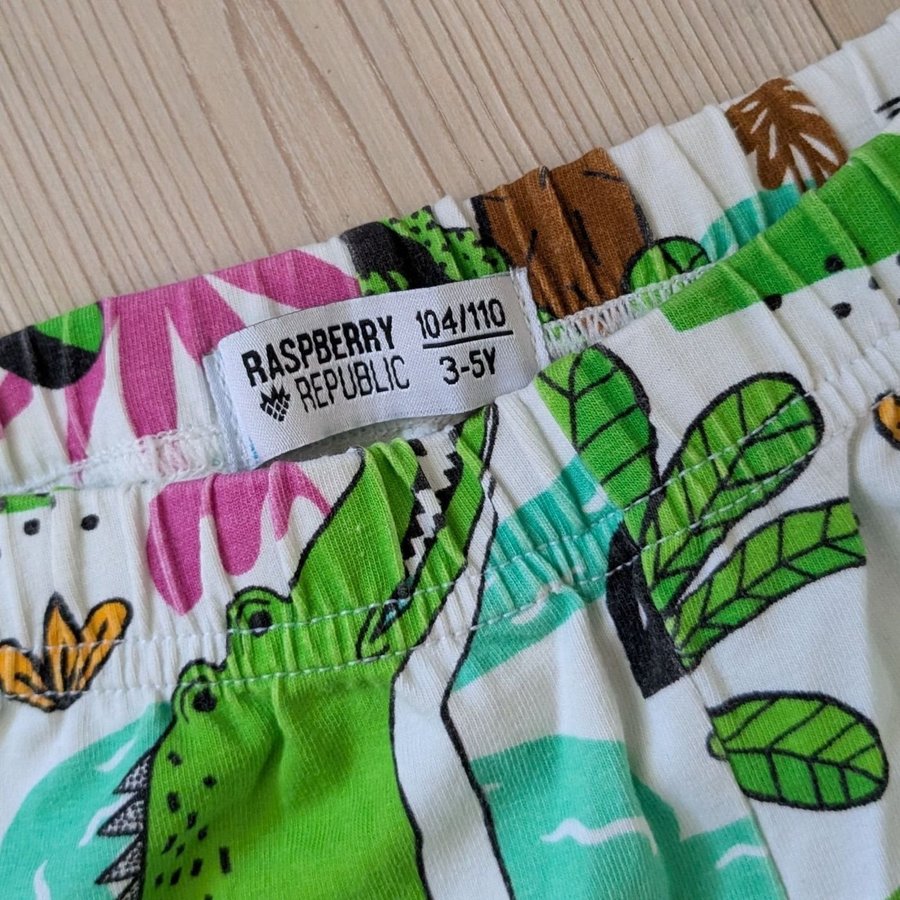 RASPBERRY
REPUBLIC
104/110
3-5Y